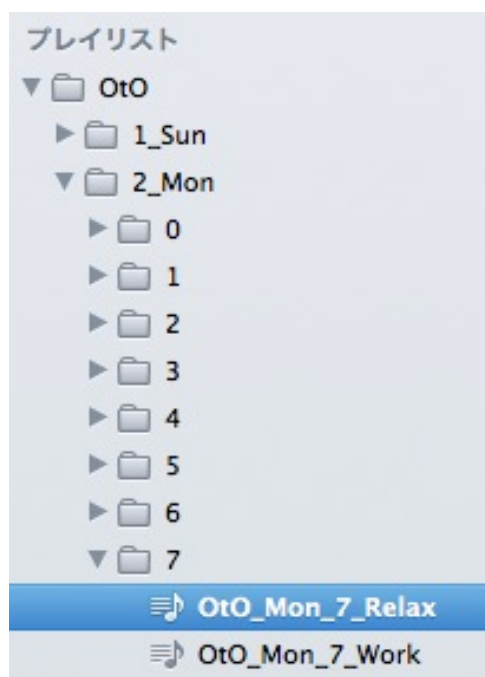 プレイリスト
OtO
1_Sun
2_Mon
0
1
2
3
4
5
6
7
OtO_Mon_7_Relax
OtO_Mon_7_Work